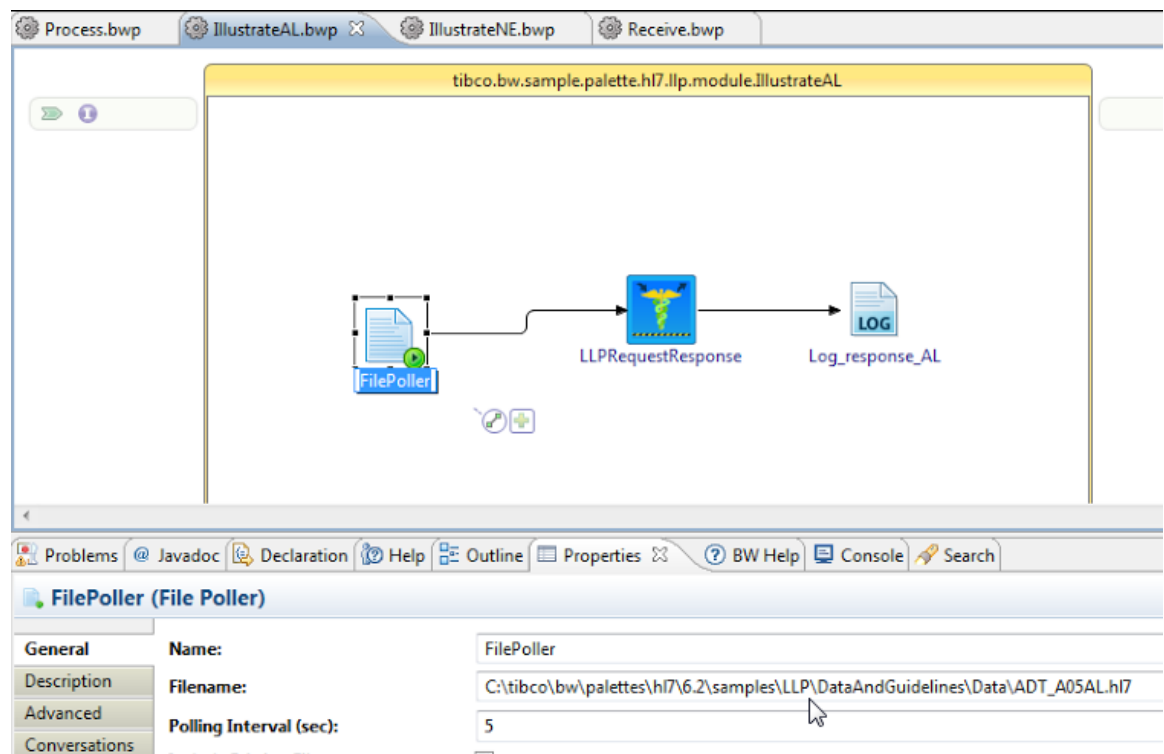 Process.bwp IllustrateAL.bwp IllustrateNE.bwp Receive.bwp
tibco.bw.sample.palette.hl7.llp.module.IllustrateAL
LOG
LLPRequestResponse Log_response_AL
FilePoller
Problems @ Javadoc Declaration Help Outline Properties BW Help Console Search
FilePoller (File Poller)
General Name: FilePoller
Description Filename: C:\tibco\bw\palettes\hl7\6.2\samples\LLP\DataAndGuidelines\Data\ADT_A05AL.hl7
Advanced
Polling Interval (sec): 5
Conversations